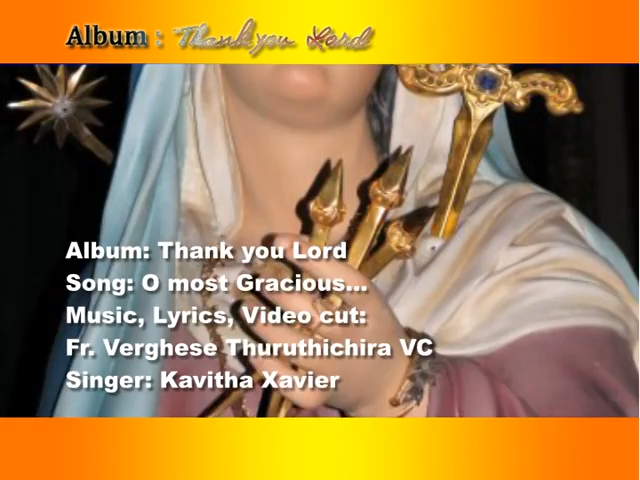 Album : Thank you Lord
Album: Thank you Lord
Song: O most Gracious...
Music, Lyrics, Video cut:
Fr. Verghese Thuruthichira VC
Singer: Kavitha Xavier